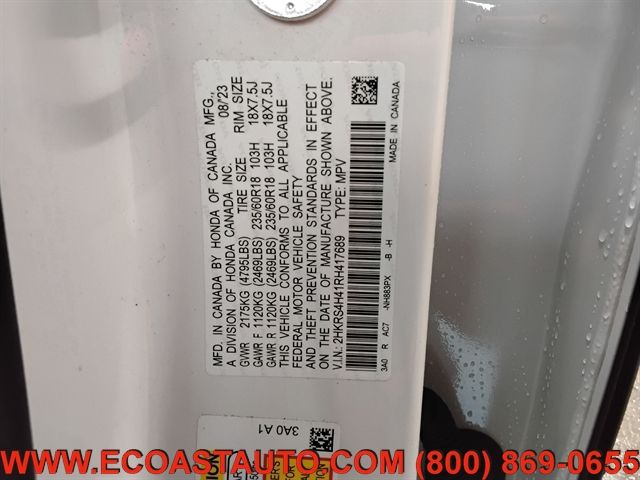 MFD. IN CANADA BY HONDA OF CANADA MFG.,
A DIVISION OF HONDA CANADA INC. 08/23
GVWR 2175KG (4795LBS) TIRE SIZE RIM SIZE
GAWR F 1120KG (2469LBS) 235/60R18 103H 18X7.5J
GAWR R 1120KG (2469LBS) 235/60R18 103H 18X7.5J
THIS VEHICLE CONFORMS TO ALL APPLICABLE
FEDERAL MOTOR VEHICLE SAFETY
AND THEFT PREVENTION STANDARDS IN EFFECT
ON THE DATE OF MANUFACTURE SHOWN ABOVE.
V.I.N.: 2HKRS4H41RH417689 TYPE: MPV
3A0 R AC7 -NH883PX -B -H
MADE IN CANADA
3A0 A1
WWW.ECOASTAUTO.COM (800) 869-0655